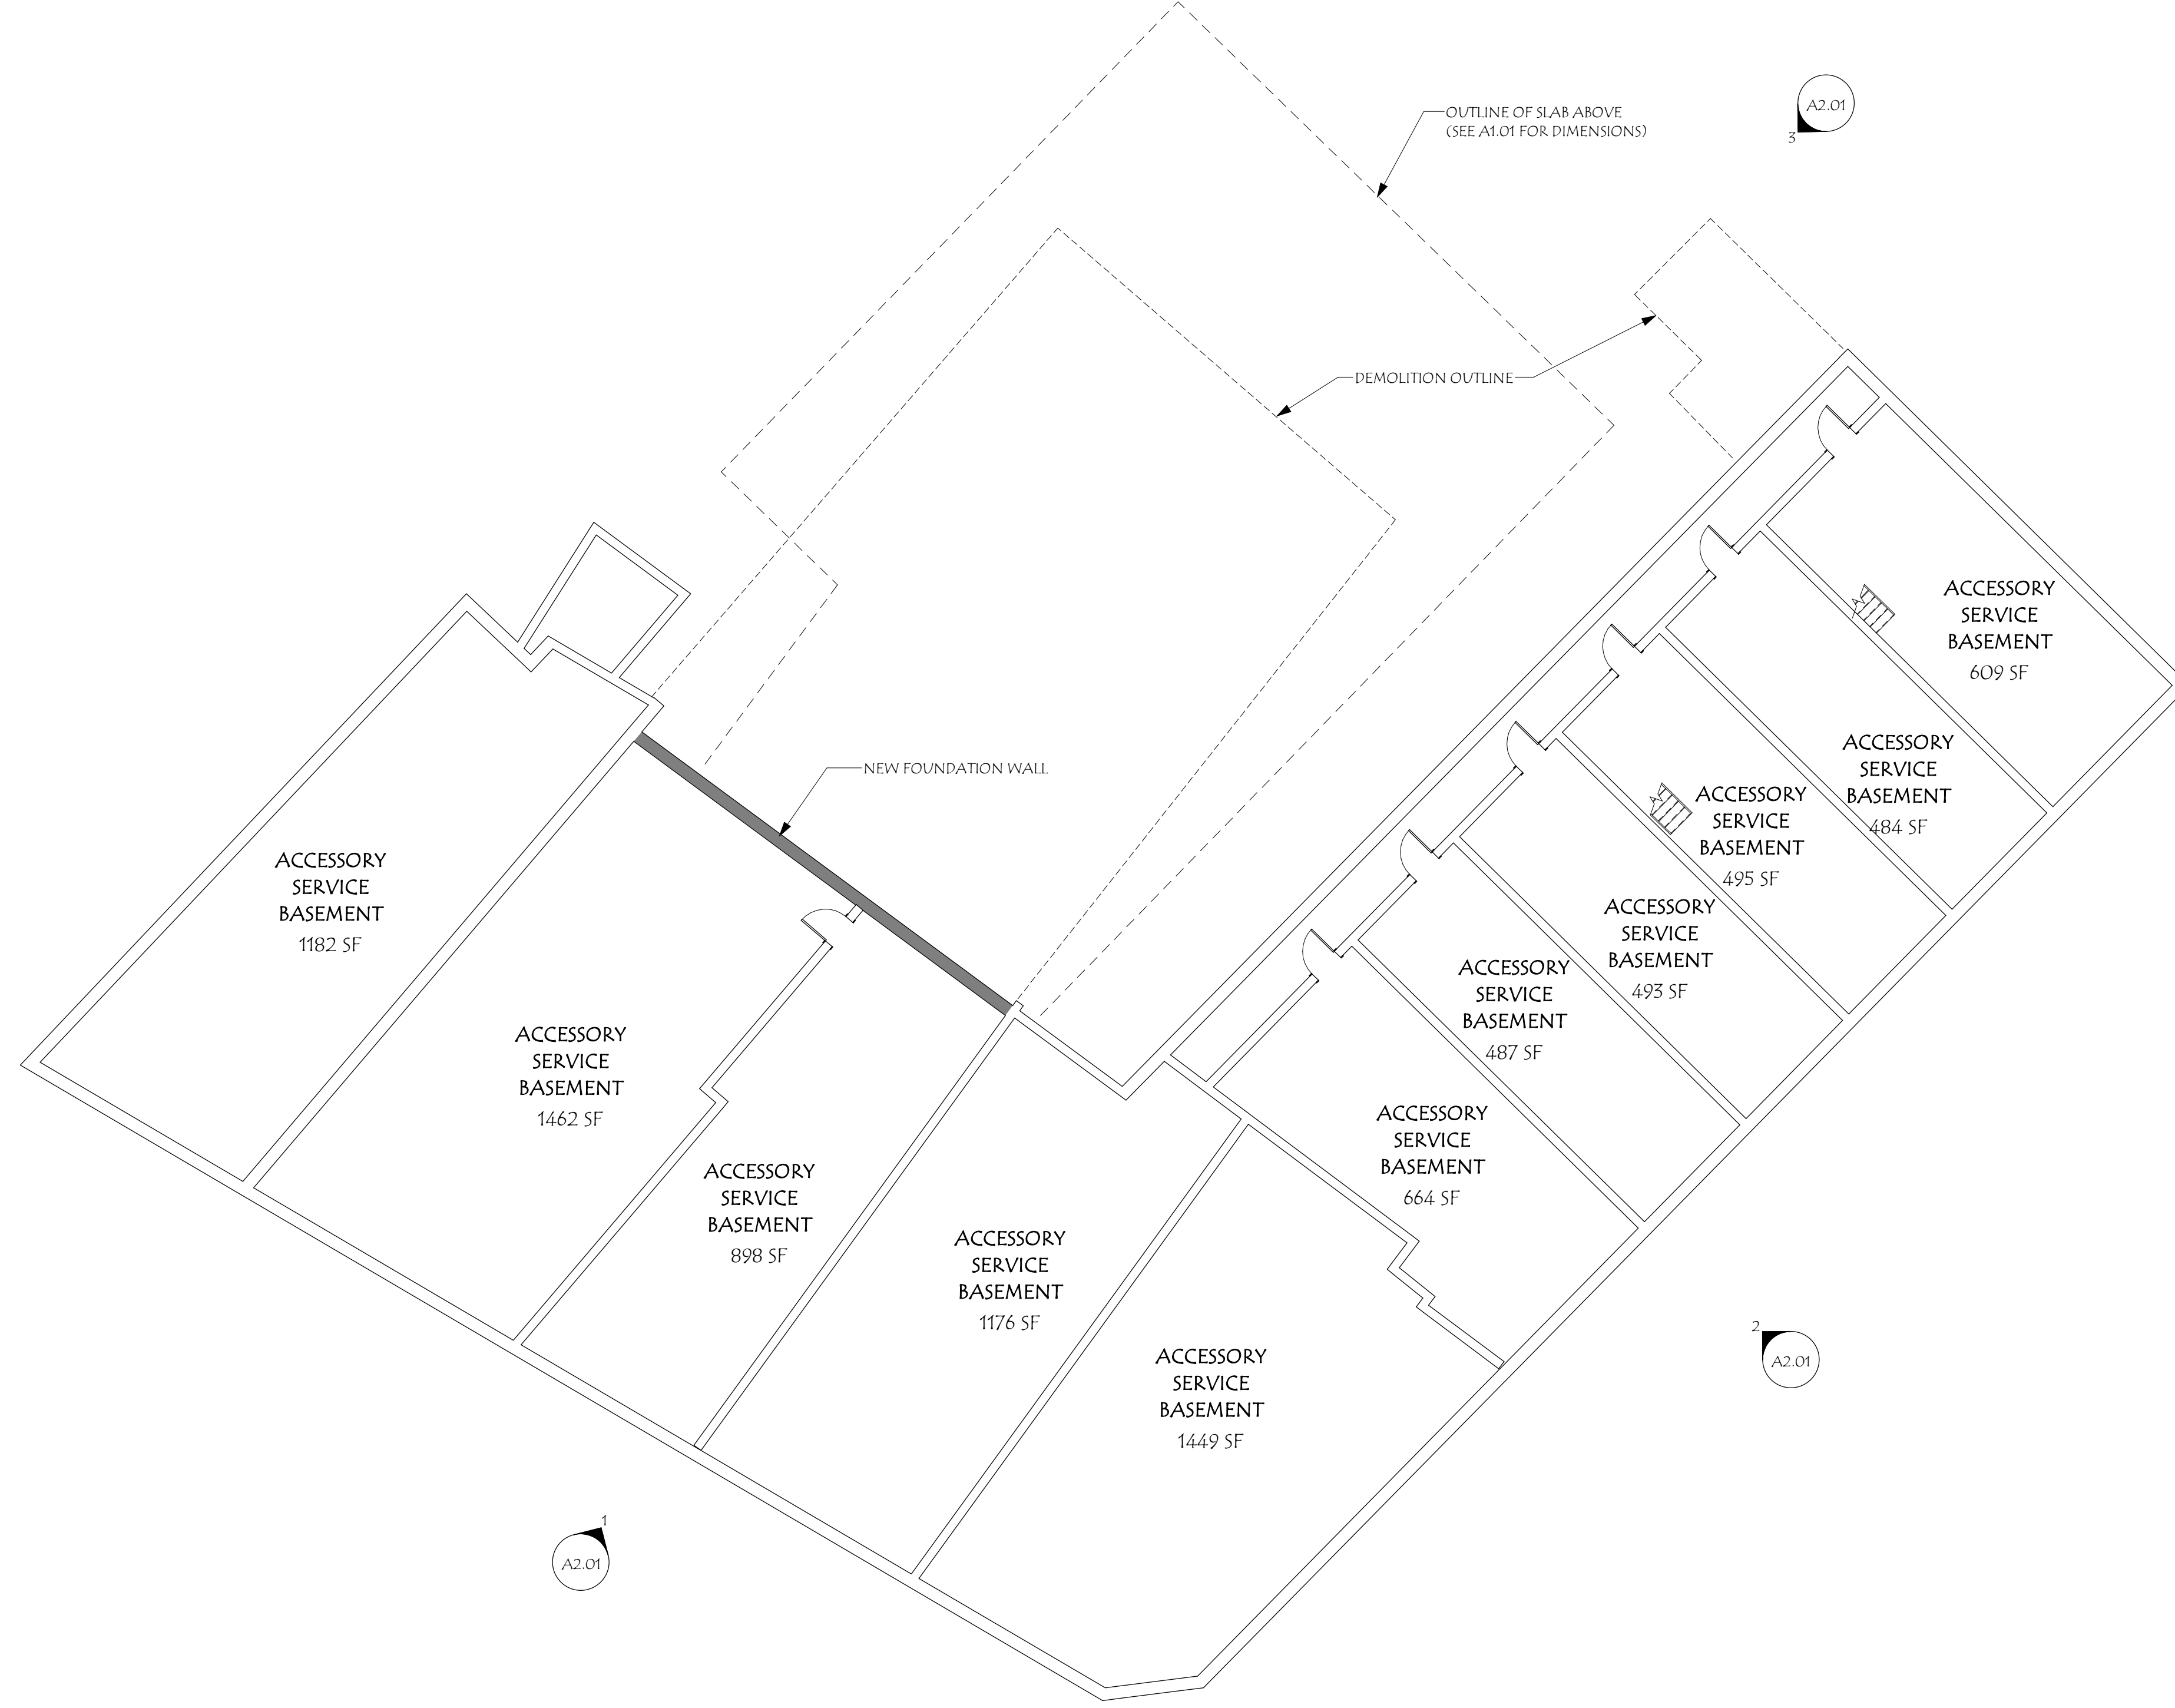 OUTLINE OF SLAB ABOVE
(SEE A1.01 FOR DIMENSIONS)
A2.01
3
DEMOLITION OUTLINE
ACCESSORY
SERVICE
BASEMENT
609 SF
ACCESSORY
SERVICE
BASEMENT
484 SF
NEW FOUNDATION WALL
ACCESSORY
SERVICE
BASEMENT
495 SF
ACCESSORY
SERVICE
BASEMENT
1182 SF
ACCESSORY
SERVICE
BASEMENT
493 SF
ACCESSORY
SERVICE
BASEMENT
487 SF
ACCESSORY
SERVICE
BASEMENT
1462 SF
ACCESSORY
SERVICE
BASEMENT
664 SF
ACCESSORY
SERVICE
BASEMENT
898 SF
ACCESSORY
SERVICE
BASEMENT
1176 SF
2
A2.01
ACCESSORY
SERVICE
BASEMENT
1449 SF
1
A2.01